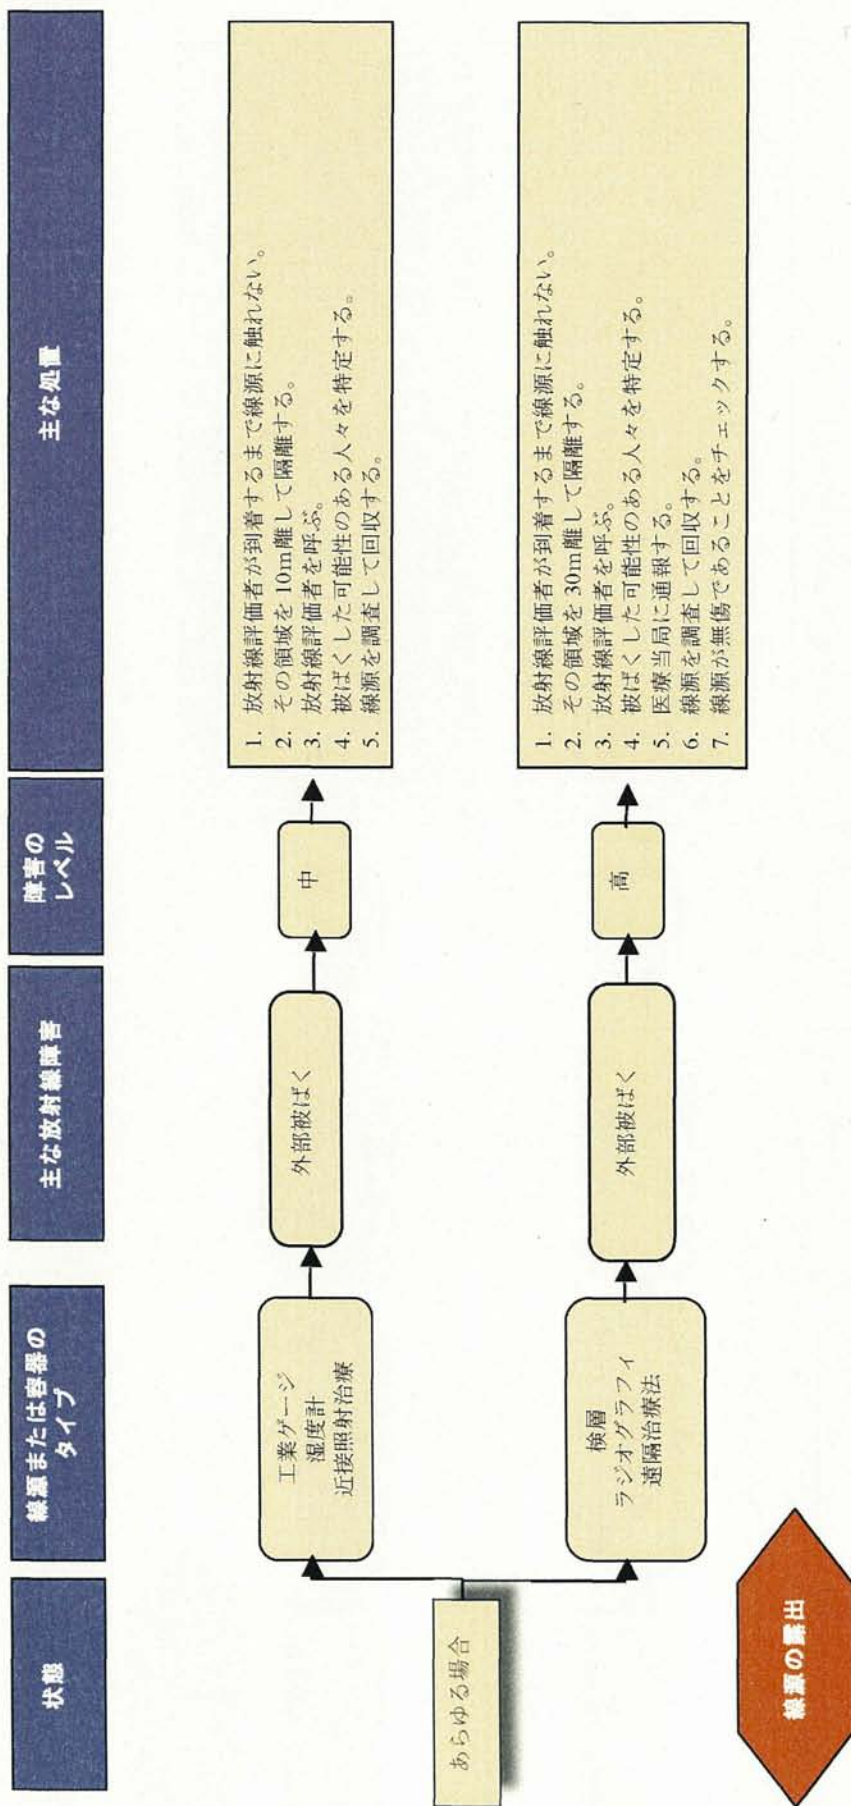 状態
線源または容器の
タイプ
主な放射線障害
障害の
レベル
主な処置
あらゆる場合
工業ゲージ
湿度計
近接照射治療
外部被ばく
中
1. 放射線評価者が到着するまで線源に触れない。
2. その領域を10m離して隔離する。
3. 放射線評価者を呼ぶ。
4. 被ばくした可能性のある人々を特定する。
5. 線源を調査して回収する。
検層
ラジオグラフィ
遠隔治療法
外部被ばく
高
1. 放射線評価者が到着するまで線源に触れない。
2. その領域を30m離して隔離する。
3. 放射線評価者を呼ぶ。
4. 被ばくした可能性のある人々を特定する。
5. 医療当局に通報する。
6. 線源を調査して回収する。
7. 線源が無傷であることをチェックする。
線源の露出